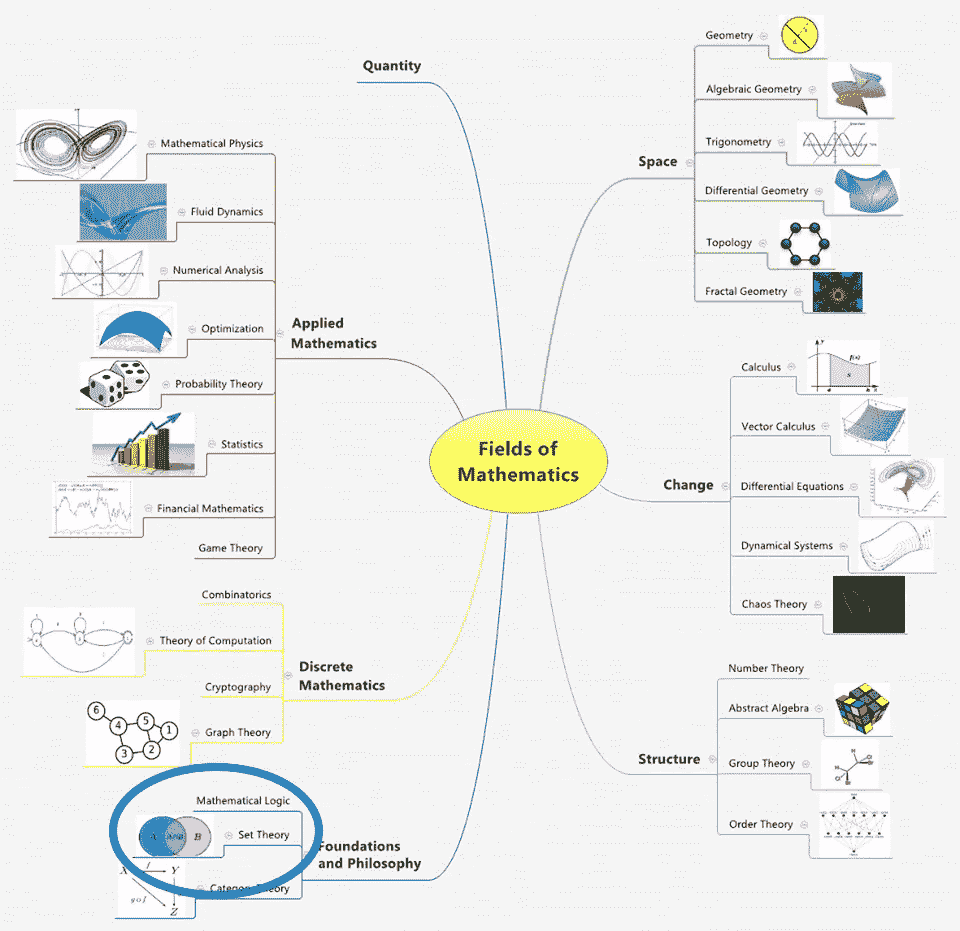 Quantity
Mathematical Physics
Fluid Dynamics
Numerical Analysis
Optimization
Probability Theory
Statistics
Financial Mathematics
Game Theory
Applied
Mathematics
Combinatorics
Theory of Computation
Cryptography
Graph Theory
6
4
5
1
3
2
Discrete
Mathematics
Mathematical Logic
A
B
Set Theory
X
f
Y
g o f
Z
Category Theory
Foundations
and Philosophy
Fields of
Mathematics
Space
Geometry
d
Algebraic Geometry
Trigonometry
Differential Geometry
Topology
Fractal Geometry
Change
Calculus
y
f(x)
S
a
b
x
Vector Calculus
Differential Equations
Dynamical Systems
Chaos Theory
Structure
Number Theory
Abstract Algebra
Group Theory
H
H
Order Theory